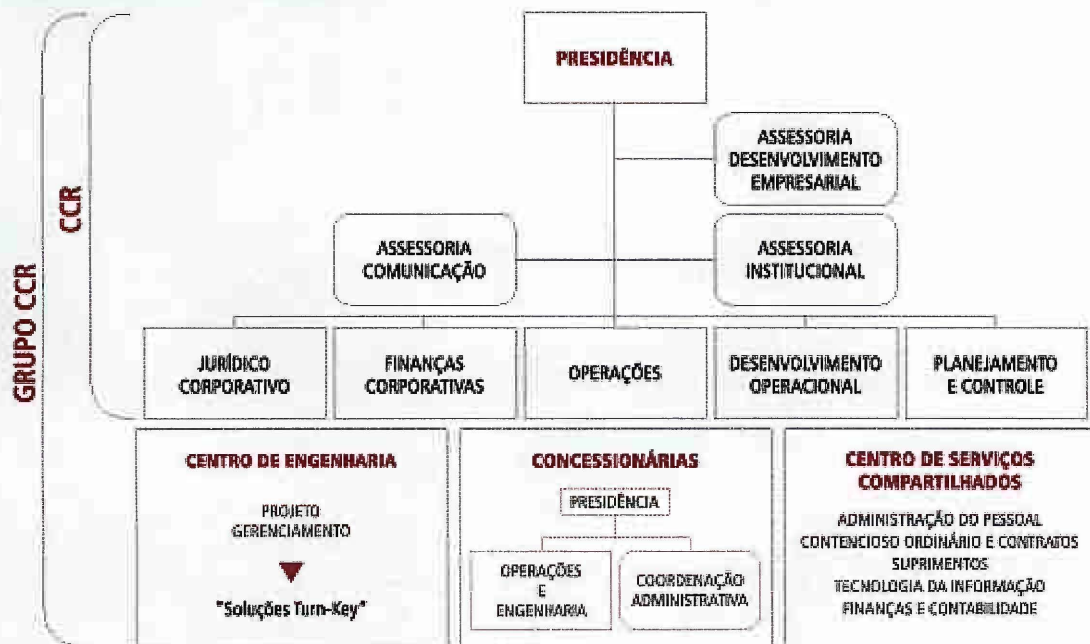 GRUPO CCR
CCR
PRESIDÊNCIA
ASSESSORIA
DESENVOLVIMENTO
EMPRESARIAL
ASSESSORIA
COMUNICAÇÃO
ASSESSORIA
INSTITUCIONAL
JURÍDICO
CORPORATIVO
FINANÇAS
CORPORATIVAS
OPERAÇÕES
DESENVOLVIMENTO
OPERACIONAL
PLANEJAMENTO
E CONTROLE
CENTRO DE ENGENHARIA
PROJETO
GERENCIAMENTO
"Soluções Turn-Key"
CONCESSIONÁRIAS
PRESIDÊNCIA
OPERAÇÕES
E
ENGENHARIA
COORDENAÇÃO
ADMINISTRATIVA
CENTRO DE SERVIÇOS
COMPARTILHADOS
ADMINISTRAÇÃO DO PESSOAL
CONTENCIOSO ORDINÁRIO E CONTRATOS
SUPRIMENTOS
TECNOLOGIA DA INFORMAÇÃO
FINANÇAS E CONTABILIDADE